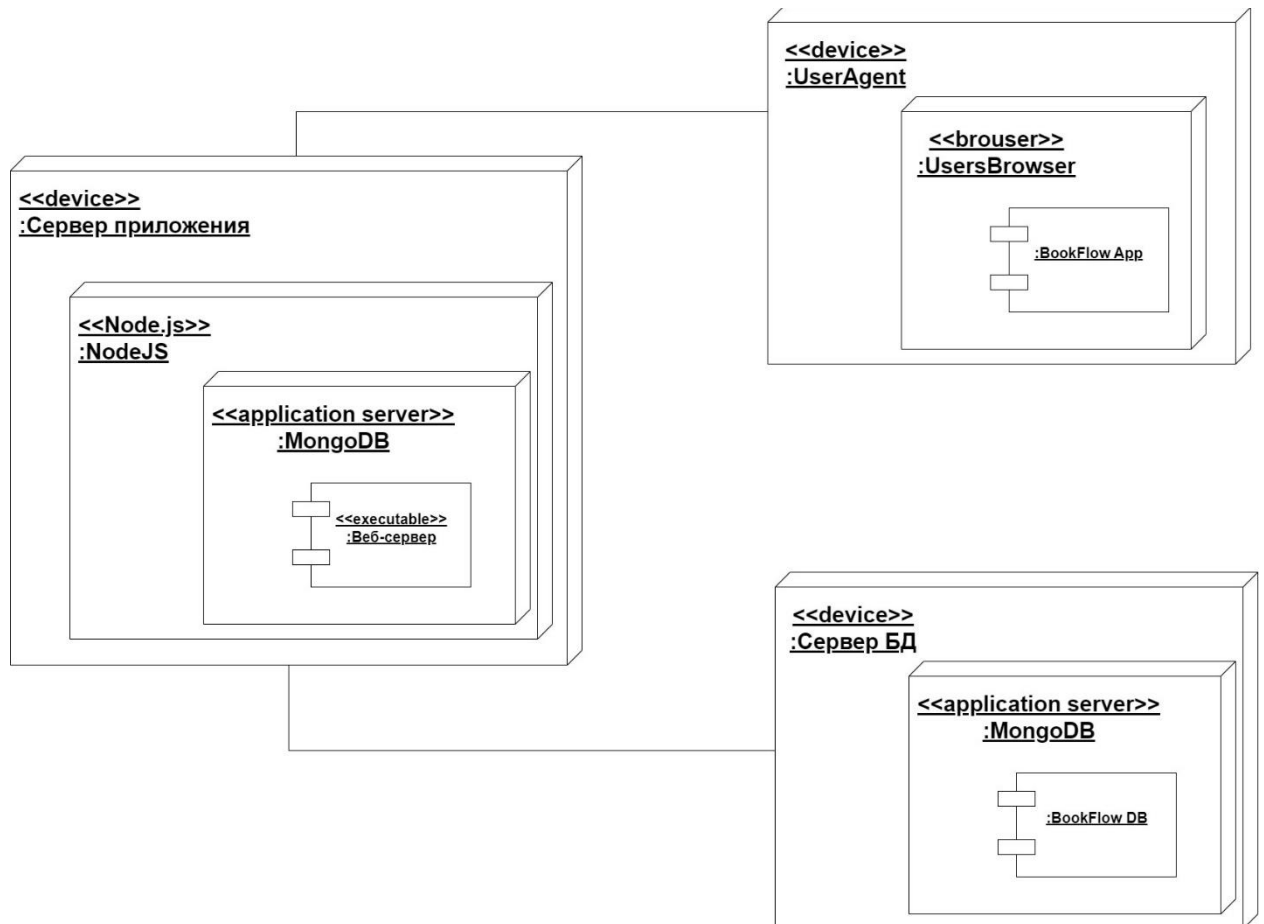 <<device>>
:UserAgent
<<brouser>>
:UsersBrowser
:BookFlow App
<<device>>
:Сервер приложения
<<Node.js>>
:NodeJS
<<application server>>
:MongoDB
<<executable>>
:Веб-сервер
<<device>>
:Сервер БД
<<application server>>
:MongoDB
:BookFlow DB